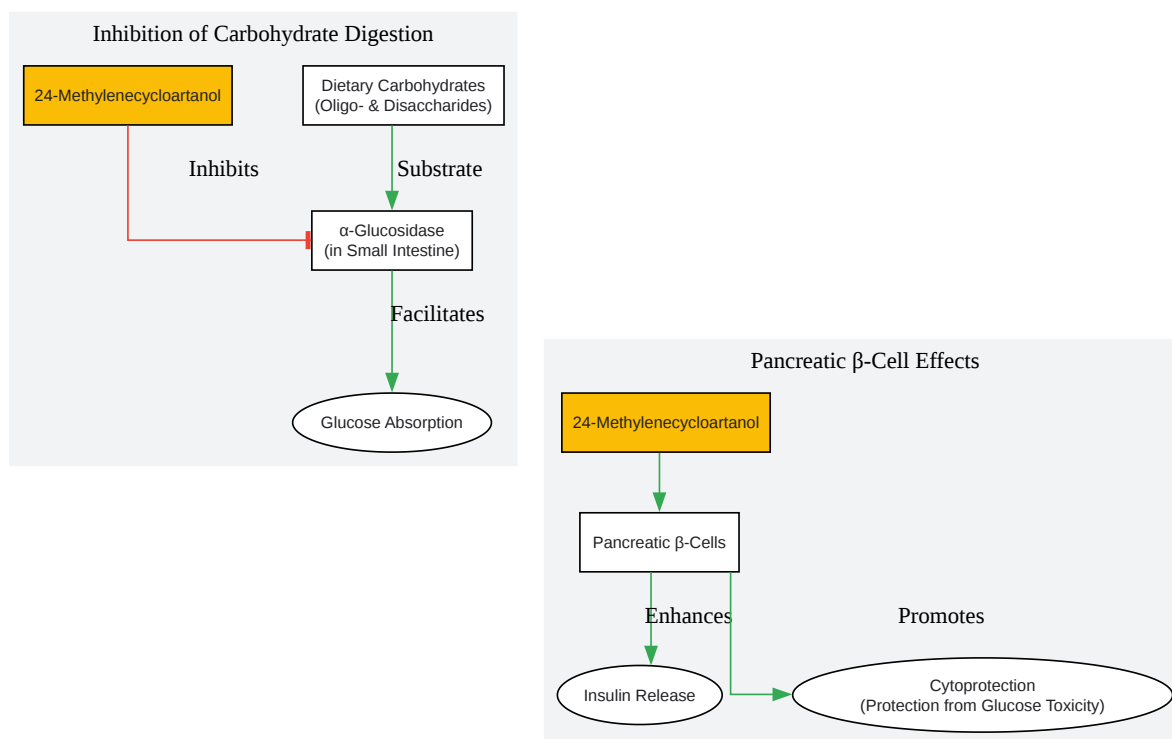 Inhibition of Carbohydrate Digestion
24-Methylenecycloartanol
Dietary Carbohydrates
(Oligo- & Disaccharides)
Inhibits
Substrate
α-Glucosidase
(in Small Intestine)
Facilitates
Glucose Absorption
Pancreatic β-Cell Effects
24-Methylenecycloartanol
Pancreatic β-Cells
Enhances
Promotes
Insulin Release
Cytoprotection
(Protection from Glucose Toxicity)